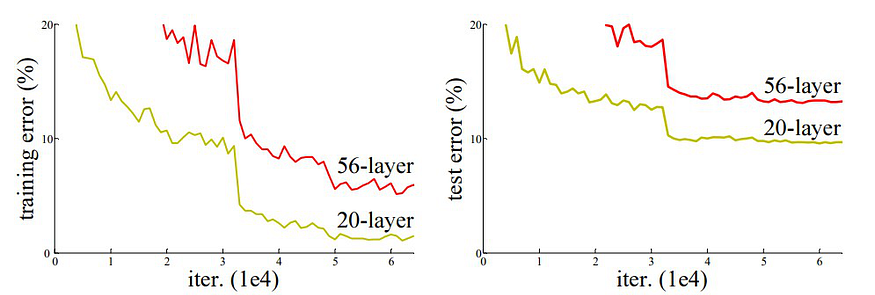 20
10
0
training error (%)
56-layer
20-layer
0 1 2 3 4 5 6
iter. (1e4)
20
10
0
test error (%)
56-layer
20-layer
0 1 2 3 4 5 6
iter. (1e4)